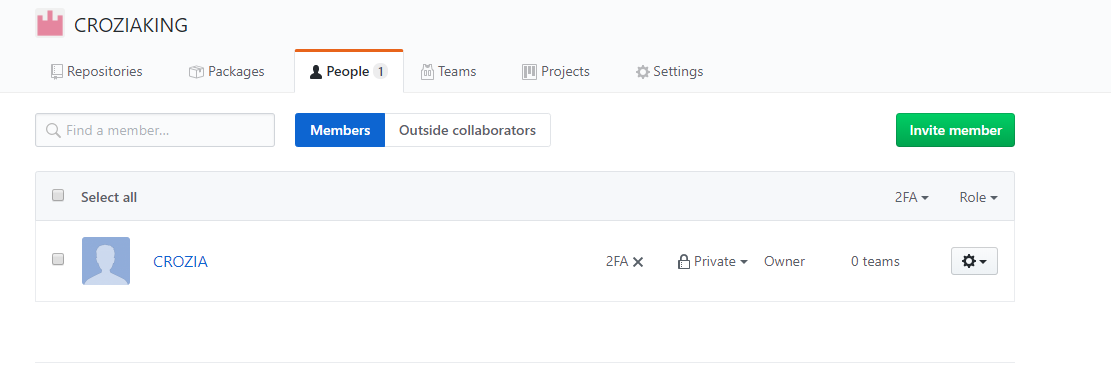 CROZIAKING
Repositories Packages People 1 Teams Projects Settings
Find a member... Members Outside collaborators Invite member
Select all 2FA Role
CROZIA 2FA Private Owner 0 teams